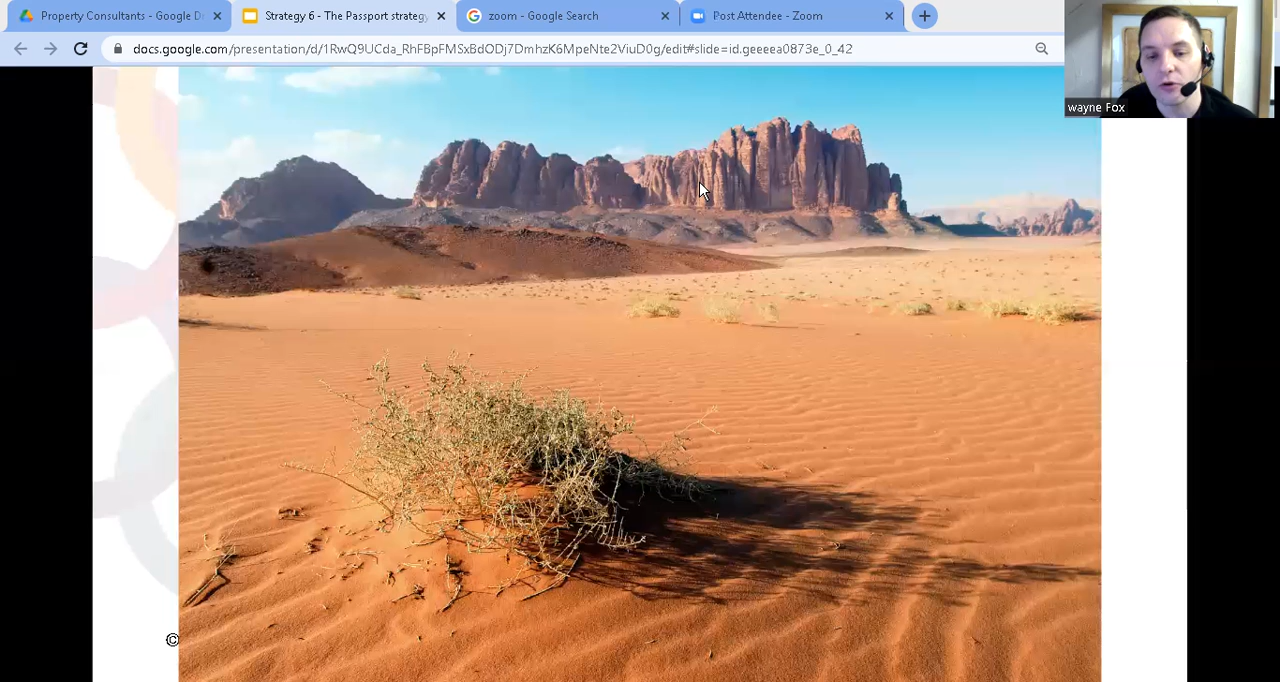 Property Consultants - Google Dr
Strategy 6 - The Passport strateg
zoom - Google Search
Post Attendee - Zoom
docs.google.com/presentation/d/1RwQ9UCda_RhFBpFMSxBdODj7DmhzK6MpeNte2ViuD0g/edit#slide=id.geeeea0873e_0_42
wayne Fox
©